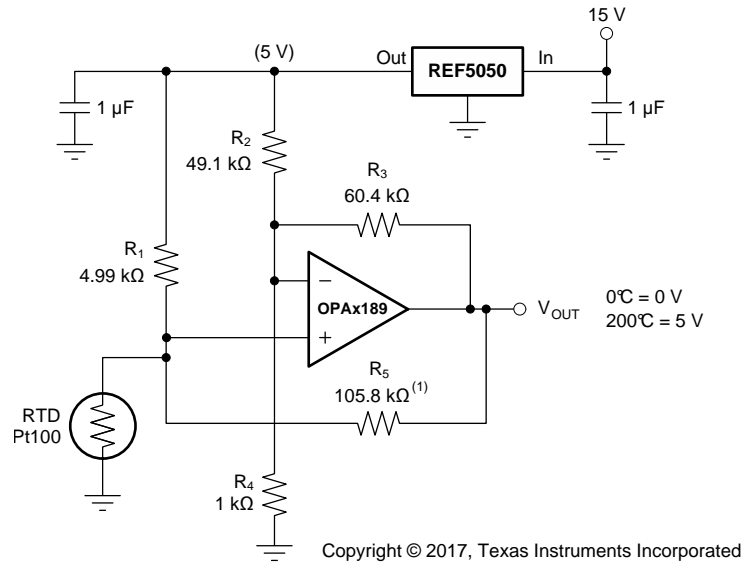 15 V
(5 V)
Out
REF5050
In
1 µF
1 µF
R2
49.1 kΩ
R3
60.4 kΩ
R1
4.99 kΩ
−
OPAx189
+
VOUT
0°C = 0 V
200°C = 5 V
R5
105.8 kΩ(1)
RTD
Pt100
R4
1 kΩ
Copyright © 2017, Texas Instruments Incorporated